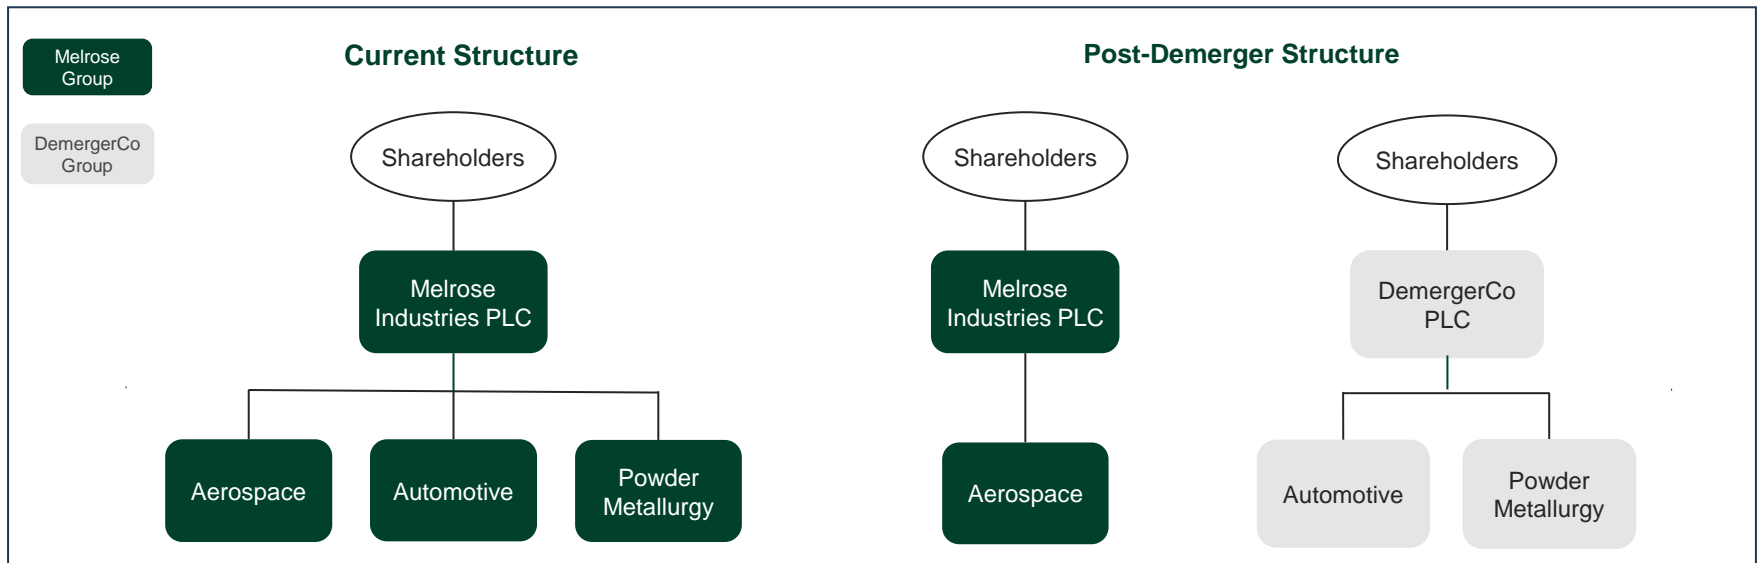 Melrose
Group
DemergerCo
Group
Current Structure
Shareholders
Melrose
Industries PLC
Aerospace
Automotive
Powder
Metallurgy
Post-Demerger Structure
Shareholders
Melrose
Industries PLC
Aerospace
Shareholders
DemergerCo
PLC
Automotive
Powder
Metallurgy